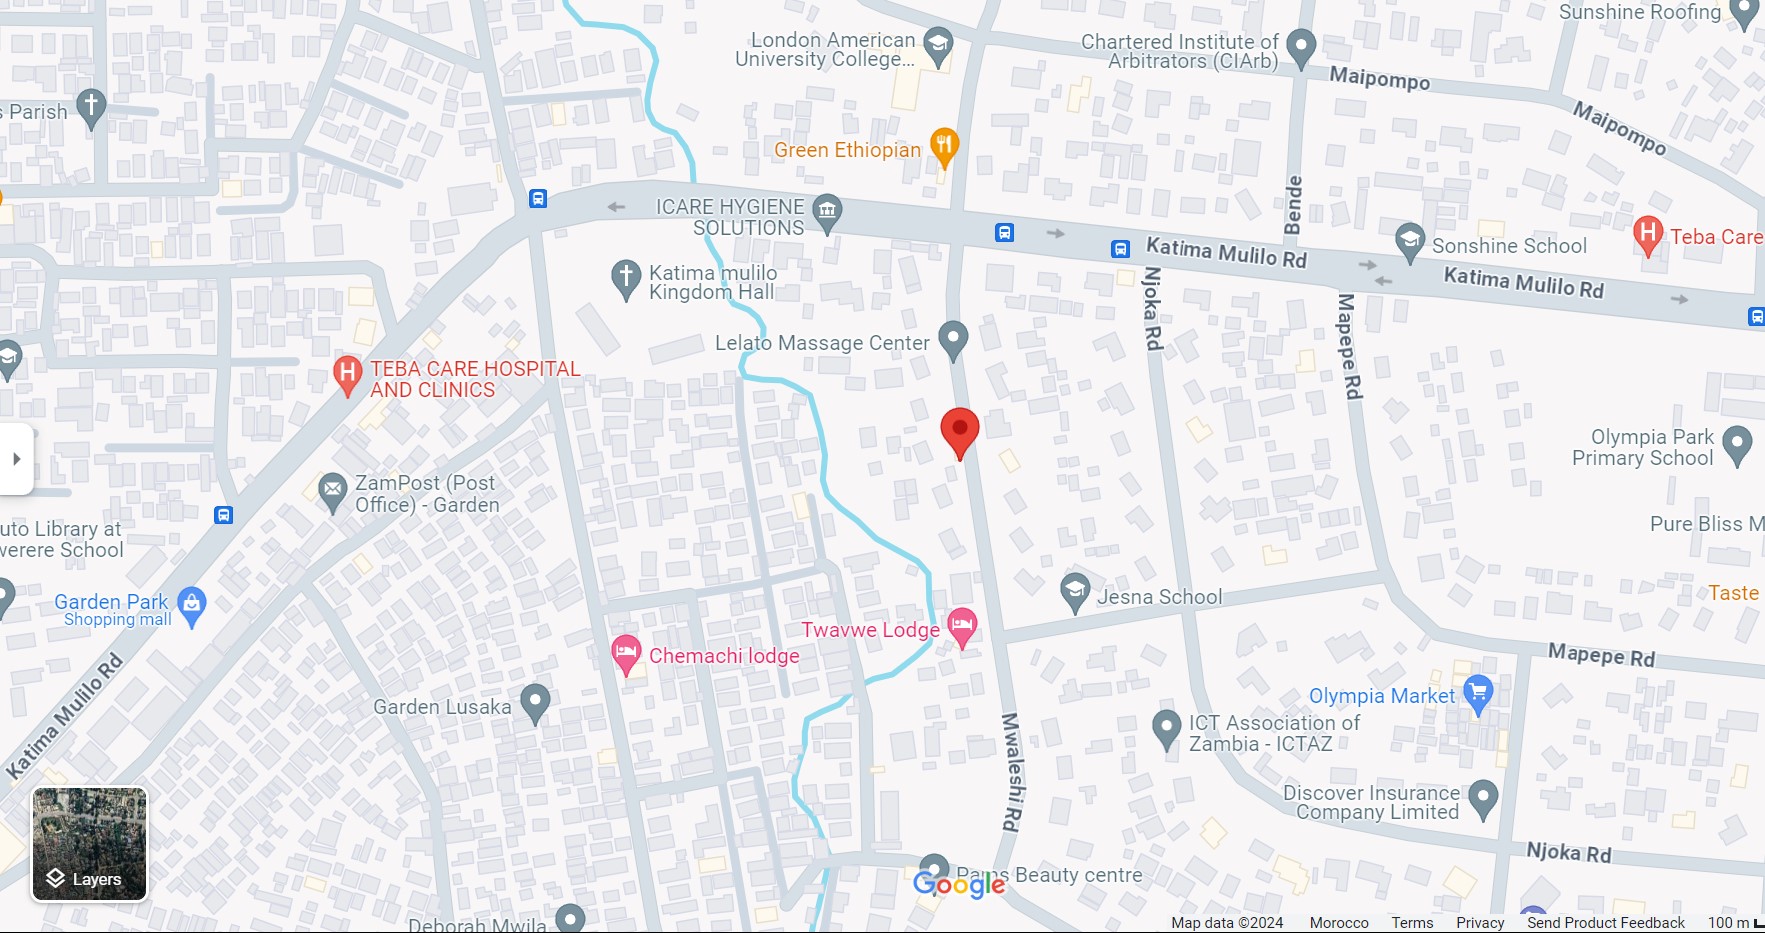 Sunshine Roofing
London American
University College...
Chartered Institute of
Arbitrators (CIArb)
Maipompo
Maipompo
s Parish
Green Ethiopian
Bende
ICARE HYGIENE
SOLUTIONS
Katima Mulilo Rd
Sonshine School
Teba Care
Katima Mulilo Rd
Katima mulilo
Kingdom Hall
Njoka Rd
Mapepe Rd
Lelato Massage Center
H
TEBA CARE HOSPITAL
AND CLINICS
H
Olympia Park
Primary School
ZamPost (Post
Office) - Garden
uto Library at
werere School
Pure Bliss M
Garden Park
Shopping mall
Jesna School
Taste
Twavwe Lodge
Chemachi lodge
Mapepe Rd
Katima Mulilo Rd
Garden Lusaka
Olympia Market
Mwaleshi Rd
ICT Association of
Zambia - ICTAZ
Discover Insurance
Company Limited
Njoka Rd
Layers
Pams Beauty centre
Google
Deborah Mwila
Map data ©2024 Morocco Terms Privacy Send Product Feedback 100 m